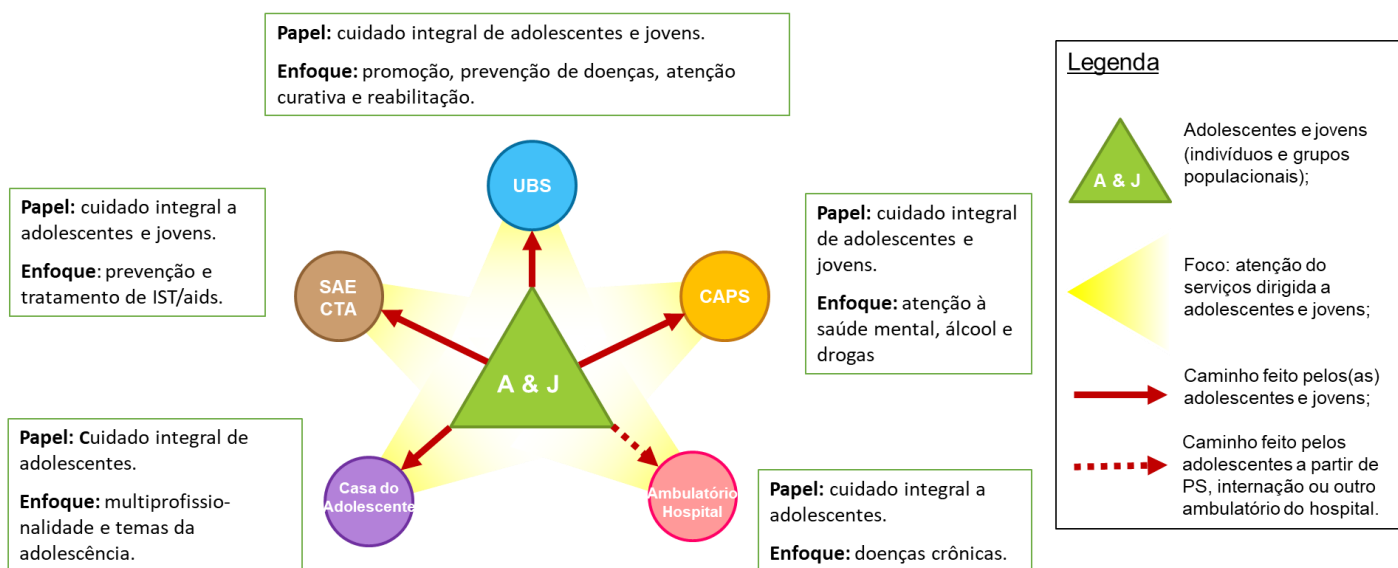 Papel: cuidado integral de adolescentes e jovens.
Enfoque: promoção, prevenção de doenças, atenção
curativa e reabilitação.
Legenda
A & J
Adolescentes e jovens
(indivíduos e grupos
populacionais);
Foco: atenção do
serviços dirigida a
adolescentes e jovens;
Caminho feito pelos(as)
adolescentes e jovens;
Caminho feito pelos
adolescentes a partir de
PS, internação ou outro
ambulatório do hospital.
UBS
Papel: cuidado integral a
adolescentes e jovens.
Enfoque: prevenção e
tratamento de IST/aids.
SAE
CTA
CAPS
Papel: cuidado integral
de adolescentes e
jovens.
Enfoque: atenção à
saúde mental, álcool e
drogas
A & J
Papel: Cuidado integral de
adolescentes.
Enfoque: multiprofissio-
nalidade e temas da
adolescência.
Casa do
Adolescente
Ambulatório
Hospital
Papel: cuidado integral a
adolescentes.
Enfoque: doenças crônicas.